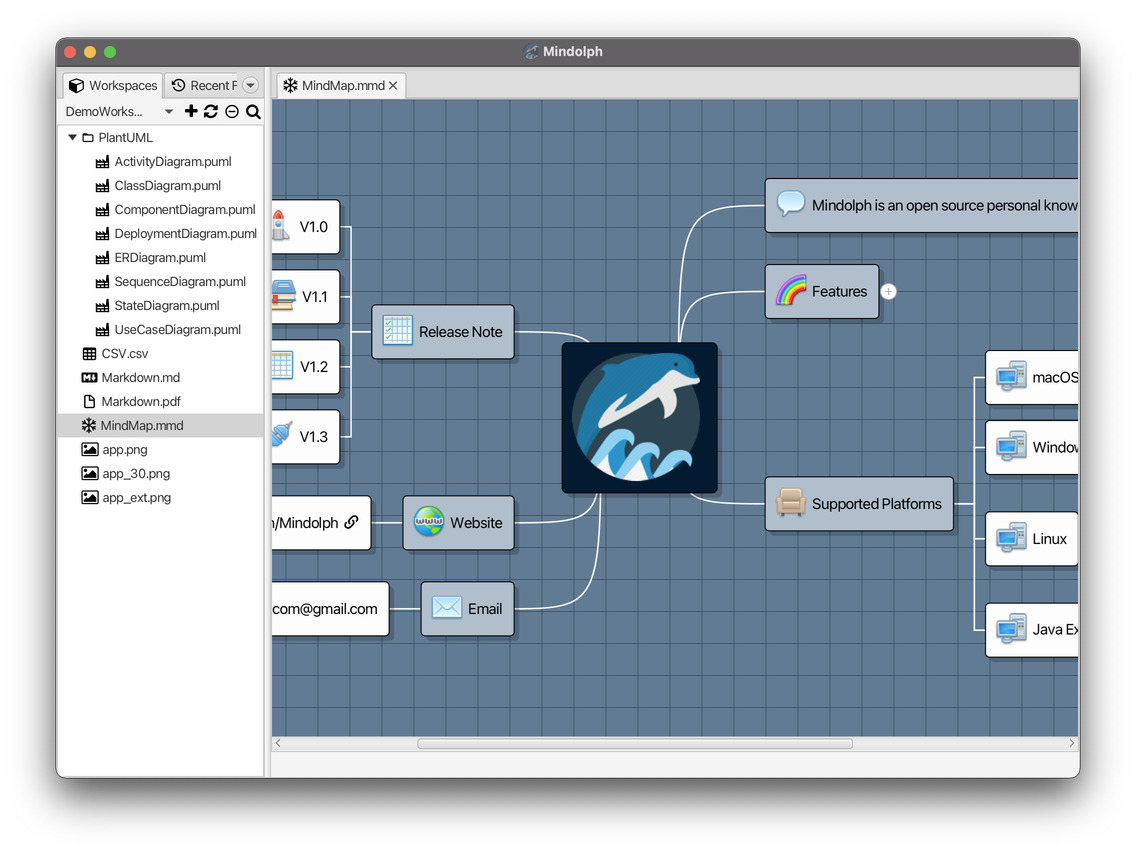 Mindolph
Workspaces
Recent F
MindMap.mmd
DemoWorks...
PlantUML
ActivityDiagram.puml
ClassDiagram.puml
ComponentDiagram.puml
DeploymentDiagram.puml
ERDiagram.puml
SequenceDiagram.puml
StateDiagram.puml
UseCaseDiagram.puml
CSV.csv
Markdown.md
Markdown.pdf
MindMap.mmd
app.png
app_30.png
app_ext.png
V1.0
V1.1
V1.2
V1.3
Release Note
n/Mindolph
Website
com@gmail.com
Email
Mindolph is an open source personal know
Features
Supported Platforms
macOS
Window
Linux
Java Ex